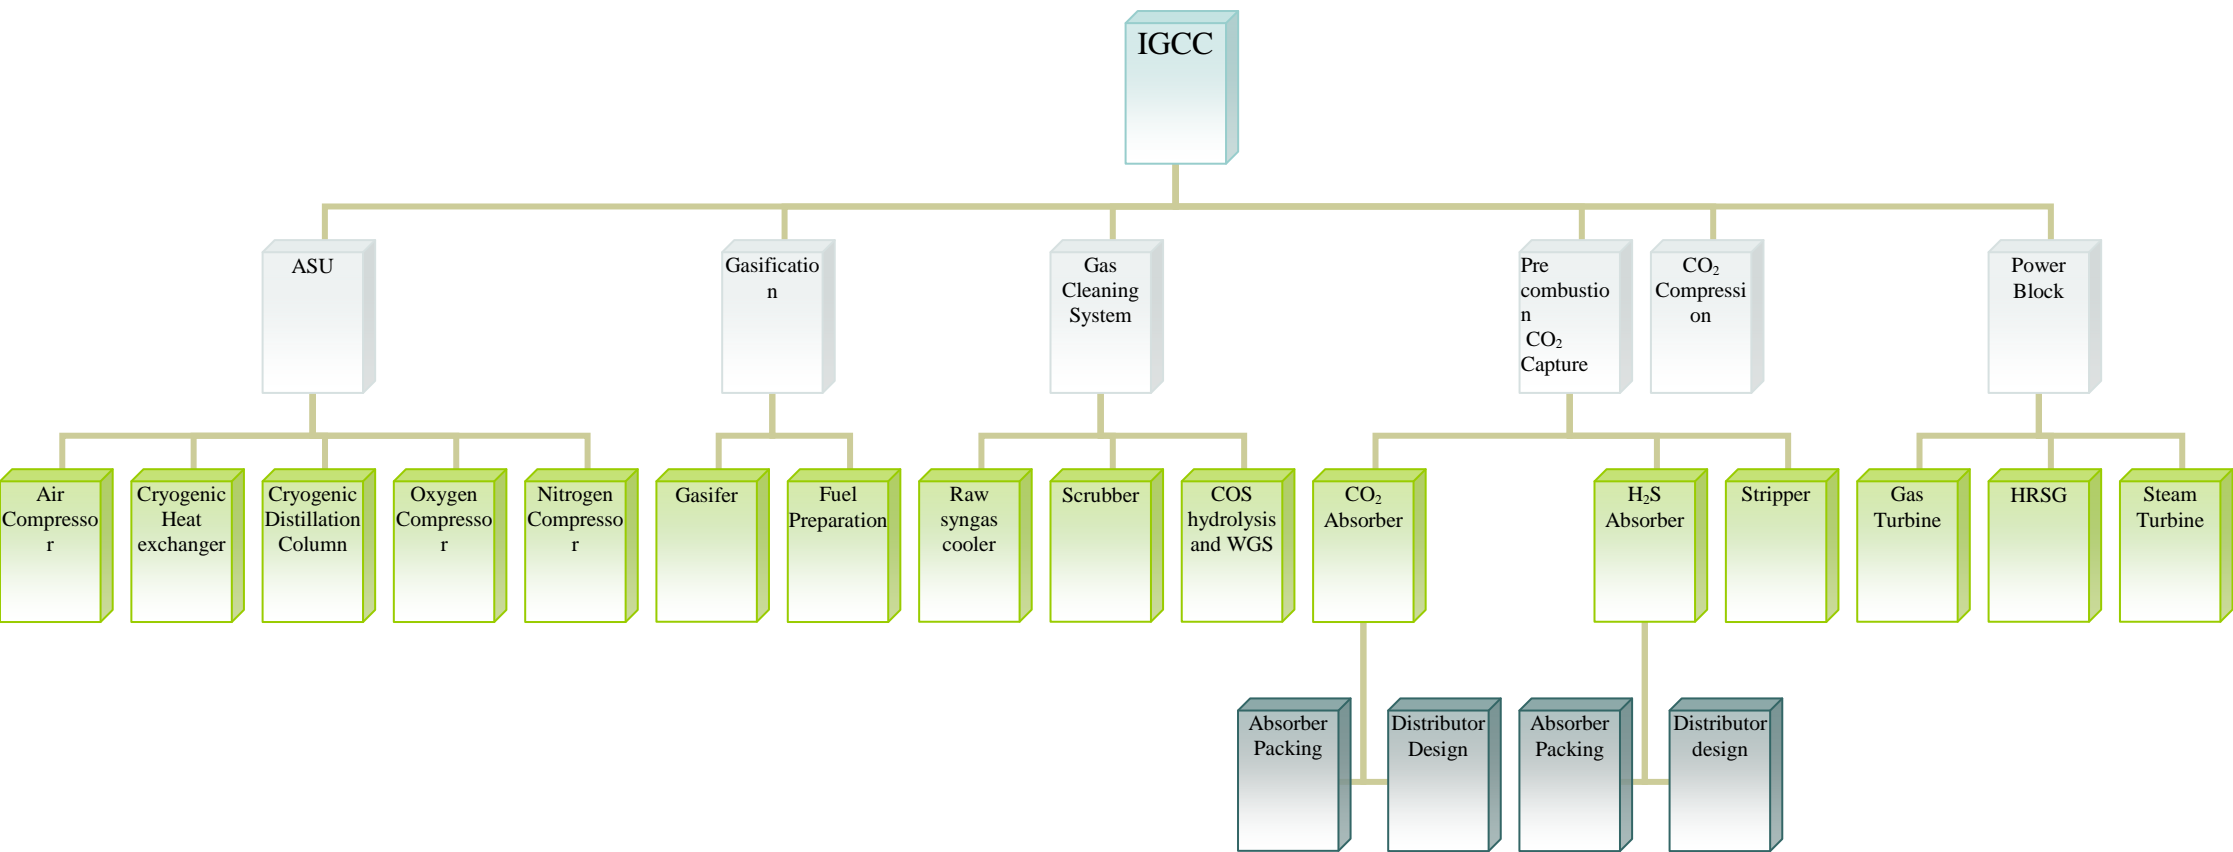 IGCC
ASU
Gasificatio
n
Gas
Cleaning
System
Pre
combustio
n
CO₂
Capture
CO₂
Compressi
on
Power
Block
Air
Compresso
r
Cryogenic
Heat
exchanger
Cryogenic
Distillation
Column
Oxygen
Compresso
r
Nitrogen
Compresso
r
Gasifer
Fuel
Preparation
Raw
syngas
cooler
Scrubber
COS
hydrolysis
and WGS
CO₂
Absorber
H₂S
Absorber
Stripper
Gas
Turbine
HRSG
Steam
Turbine
Absorber
Packing
Distributor
Design
Absorber
Packing
Distributor
design